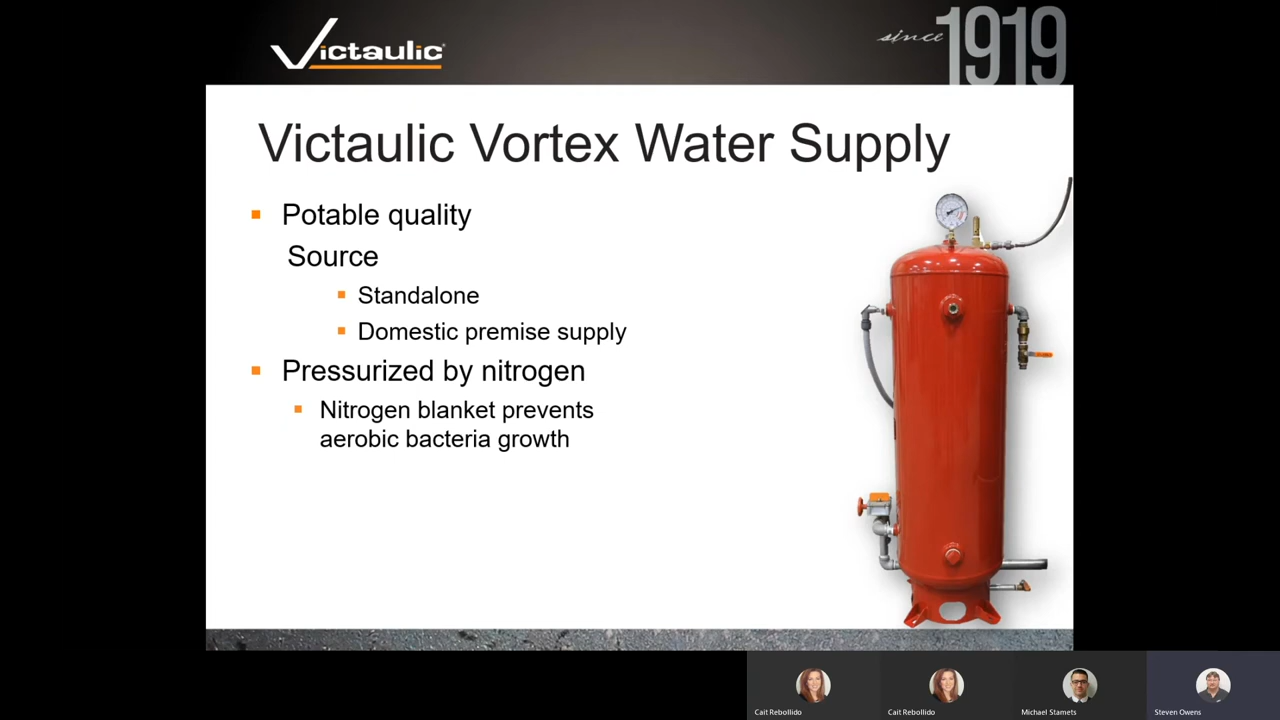 Victaulic
since 1919
Victaulic Vortex Water Supply
Potable quality
Source
Standalone
Domestic premise supply
Pressurized by nitrogen
Nitrogen blanket prevents
aerobic bacteria growth
Cait Rebollido
Cait Rebollido
Michael Stamets
Steven Owens